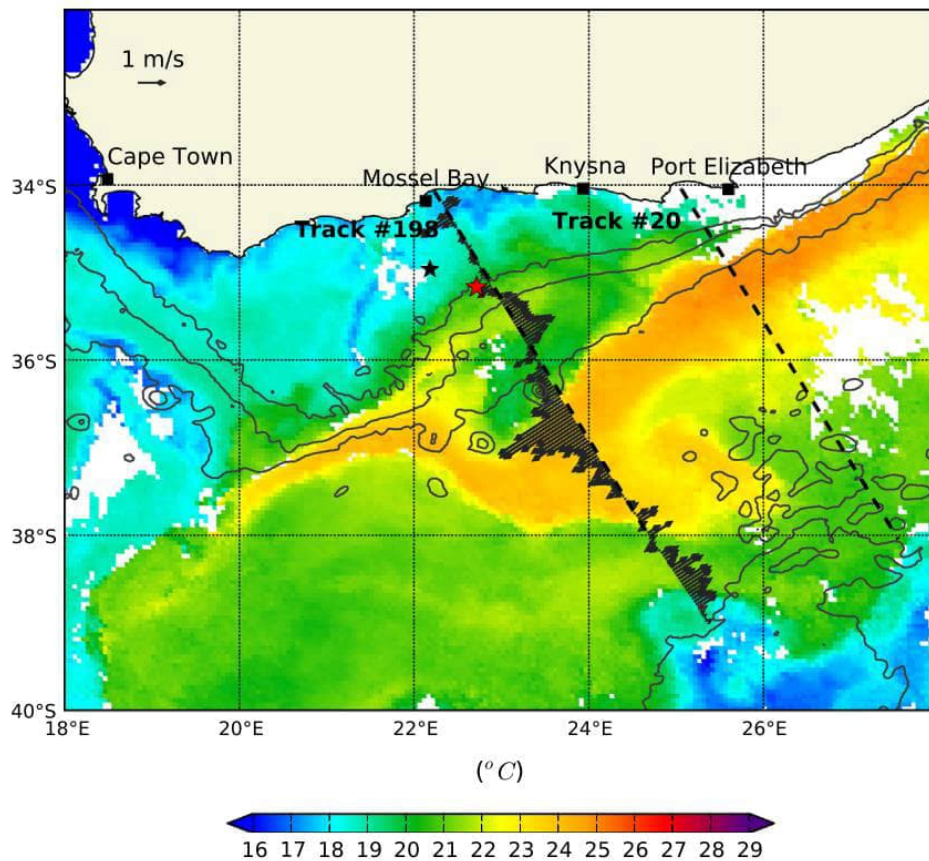 1 m/s
Cape Town
Mossel Bay
Knysna
Port Elizabeth
Track #198
Track #20
34°S
36°S
38°S
40°S
18°E
20°E
22°E
24°E
26°E
(°C)
16 17 18 19 20 21 22 23 24 25 26 27 28 29